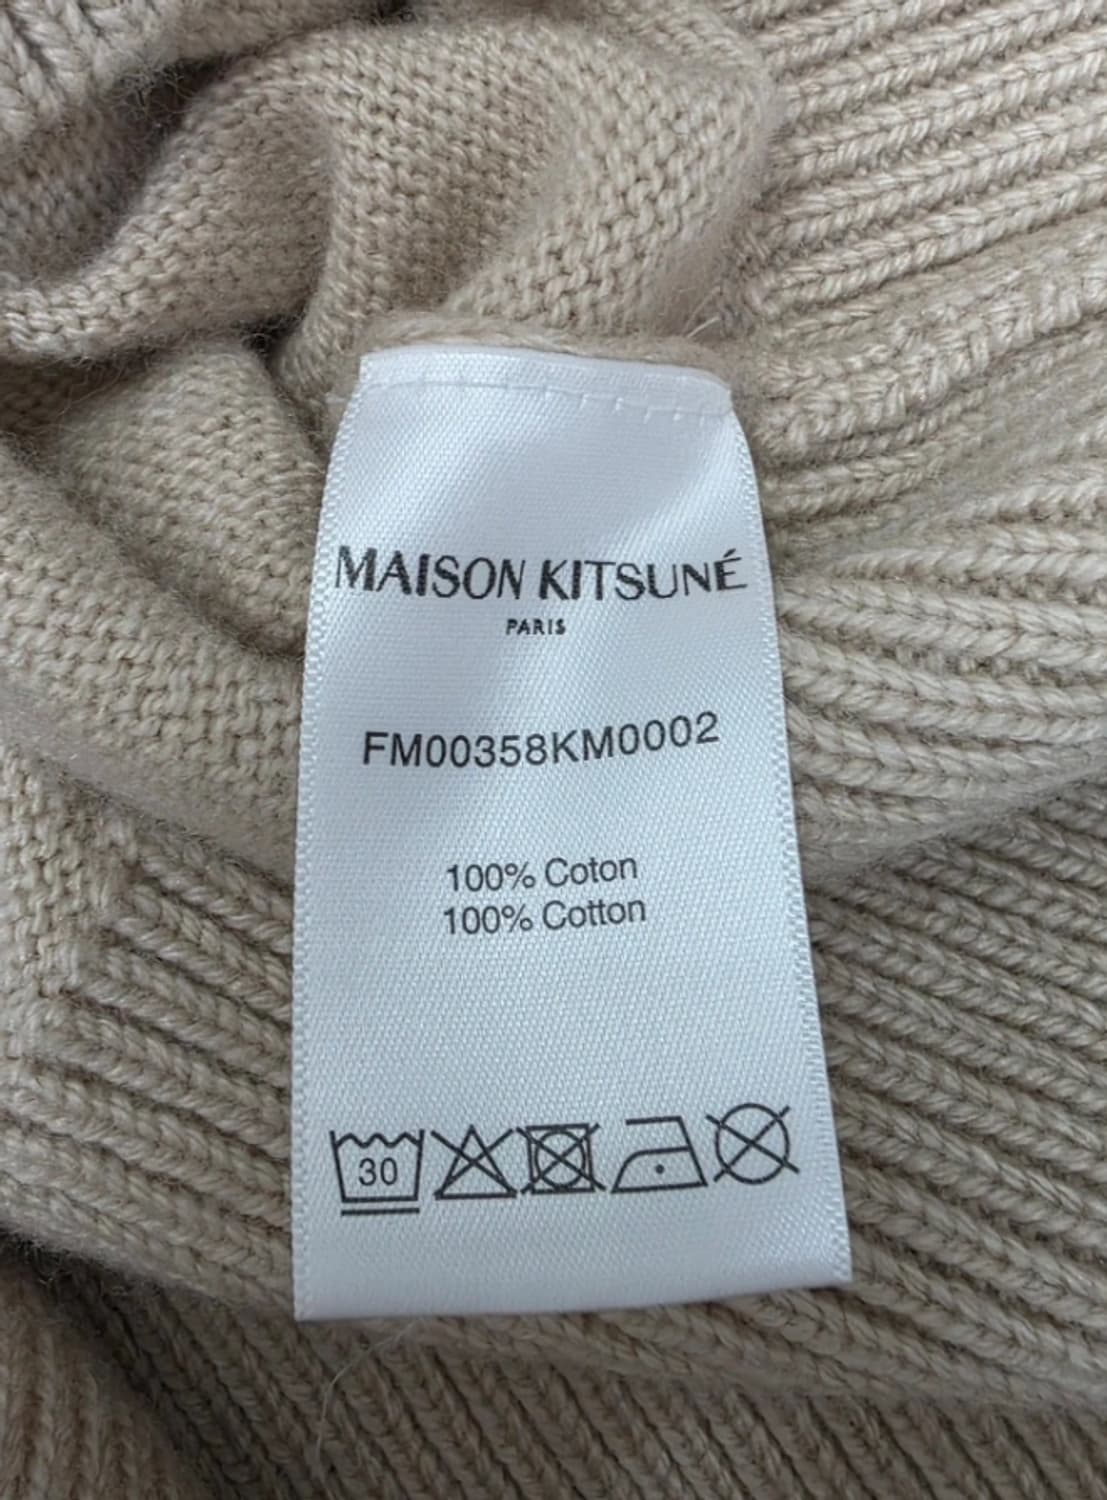 MAISON KITSUNÉ
PARIS
FM00358KM0002
100% Coton
100% Cotton
30